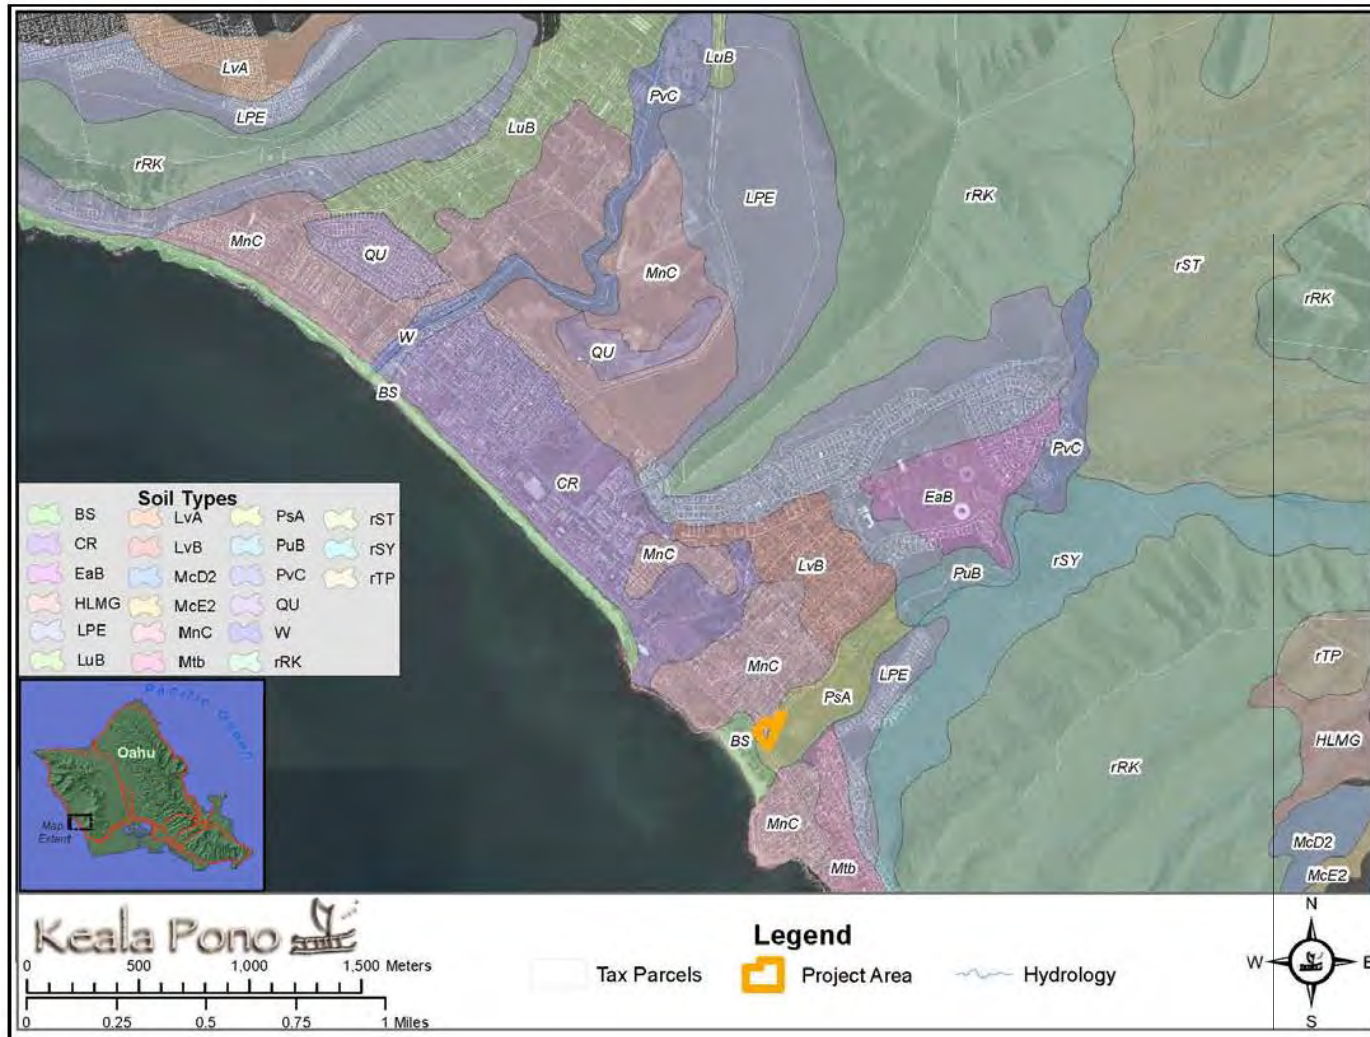 LvA
LPE
rRK
LuB
LuB
PvC
LPE
rRK
rST
rRK
MnC
QU
MnC
QU
W
BS
CR
MnC
LvB
EaB
PvC
PuB
rSY
MnC
PsA
LPE
BS
MnC
Mtb
rRK
rTP
HLMG
McD2
McE2
Soil Types
BS LvA PsA rST
CR LvB PuB rSY
EaB McD2 PvC rTP
HLMG McE2 QU
LPE MnC W
LuB Mtb rRK
Pacific Ocean
Oahu
Map
Extent
Keala Pono
0 500 1,000 1,500 Meters
0 0.25 0.5 0.75 1 Miles
Legend
Tax Parcels Project Area Hydrology
N
W E
S